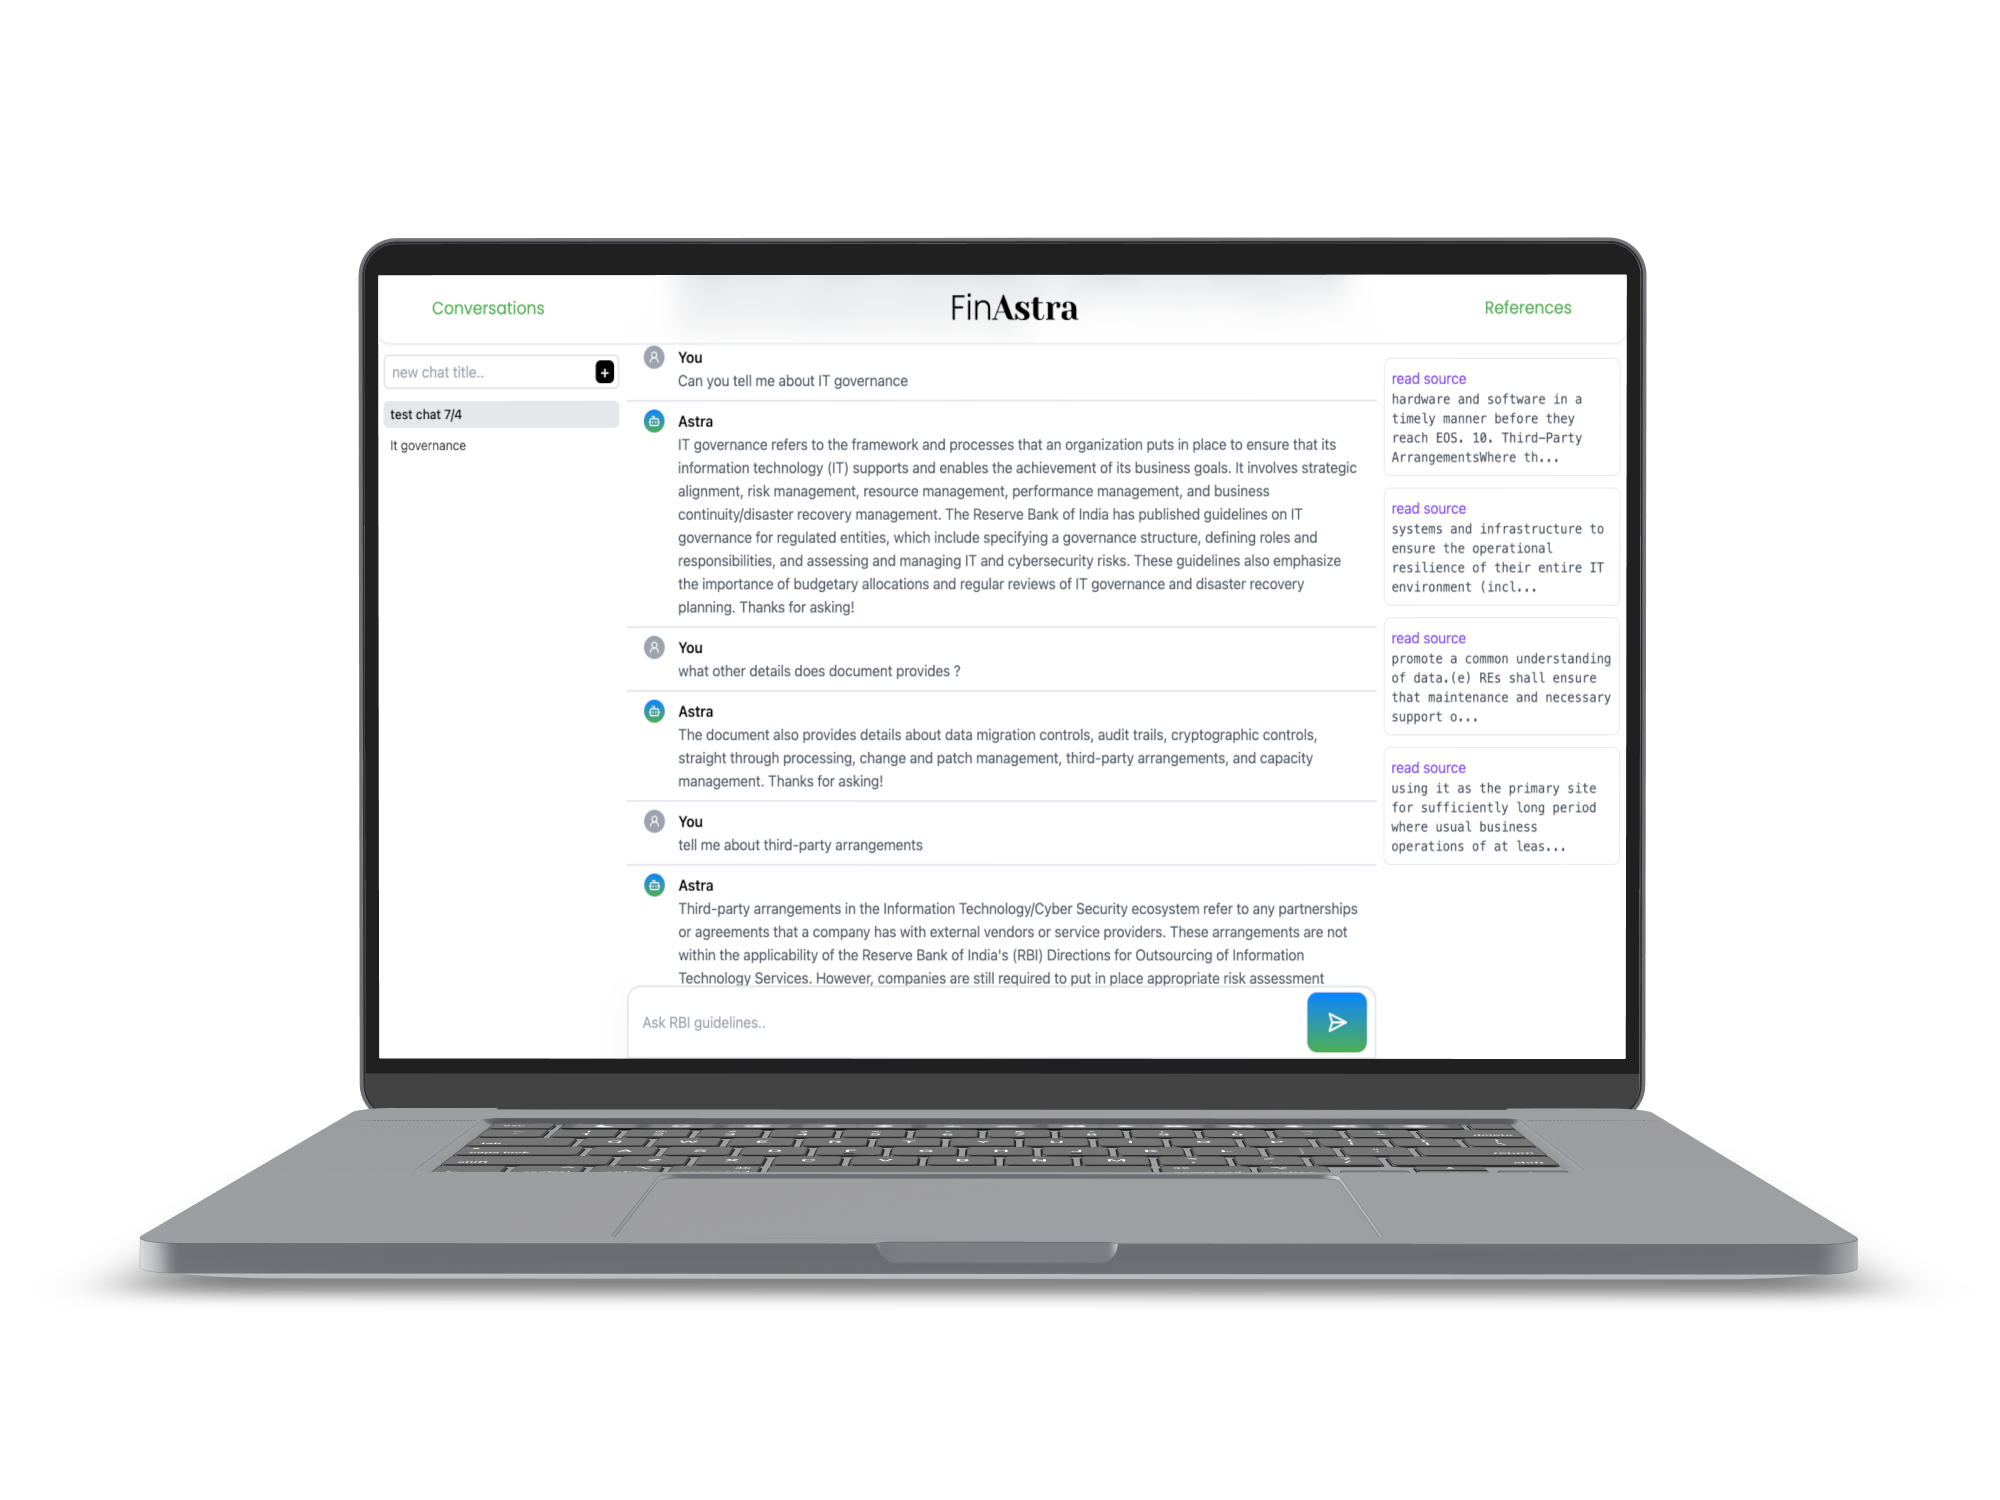 Conversations
FinAstra
References
new chat title..
+
test chat 7/4
It governance
You
Can you tell me about IT governance
Astra
IT governance refers to the framework and processes that an organization puts in place to ensure that its
information technology (IT) supports and enables the achievement of its business goals. It involves strategic
alignment, risk management, resource management, performance management, and business
continuity/disaster recovery management. The Reserve Bank of India has published guidelines on IT
governance for regulated entities, which include specifying a governance structure, defining roles and
responsibilities, and assessing and managing IT and cybersecurity risks. These guidelines also emphasize
the importance of budgetary allocations and regular reviews of IT governance and disaster recovery
planning. Thanks for asking!
You
what other details does document provides ?
Astra
The document also provides details about data migration controls, audit trails, cryptographic controls,
straight through processing, change and patch management, third-party arrangements, and capacity
management. Thanks for asking!
You
tell me about third-party arrangements
Astra
Third-party arrangements in the Information Technology/Cyber Security ecosystem refer to any partnerships
or agreements that a company has with external vendors or service providers. These arrangements are not
within the applicability of the Reserve Bank of India's (RBI) Directions for Outsourcing of Information
Technology Services. However, companies are still required to put in place appropriate risk assessment
Ask RBI guidelines..
read source
hardware and software in a
timely manner before they
reach EOS. 10. Third-Party
ArrangementsWhere th...
read source
systems and infrastructure to
ensure the operational
resilience of their entire IT
environment (incl...
read source
promote a common understanding
of data.(e) REs shall ensure
that maintenance and necessary
support o...
read source
using it as the primary site
for sufficiently long period
where usual business
operations of at leas...